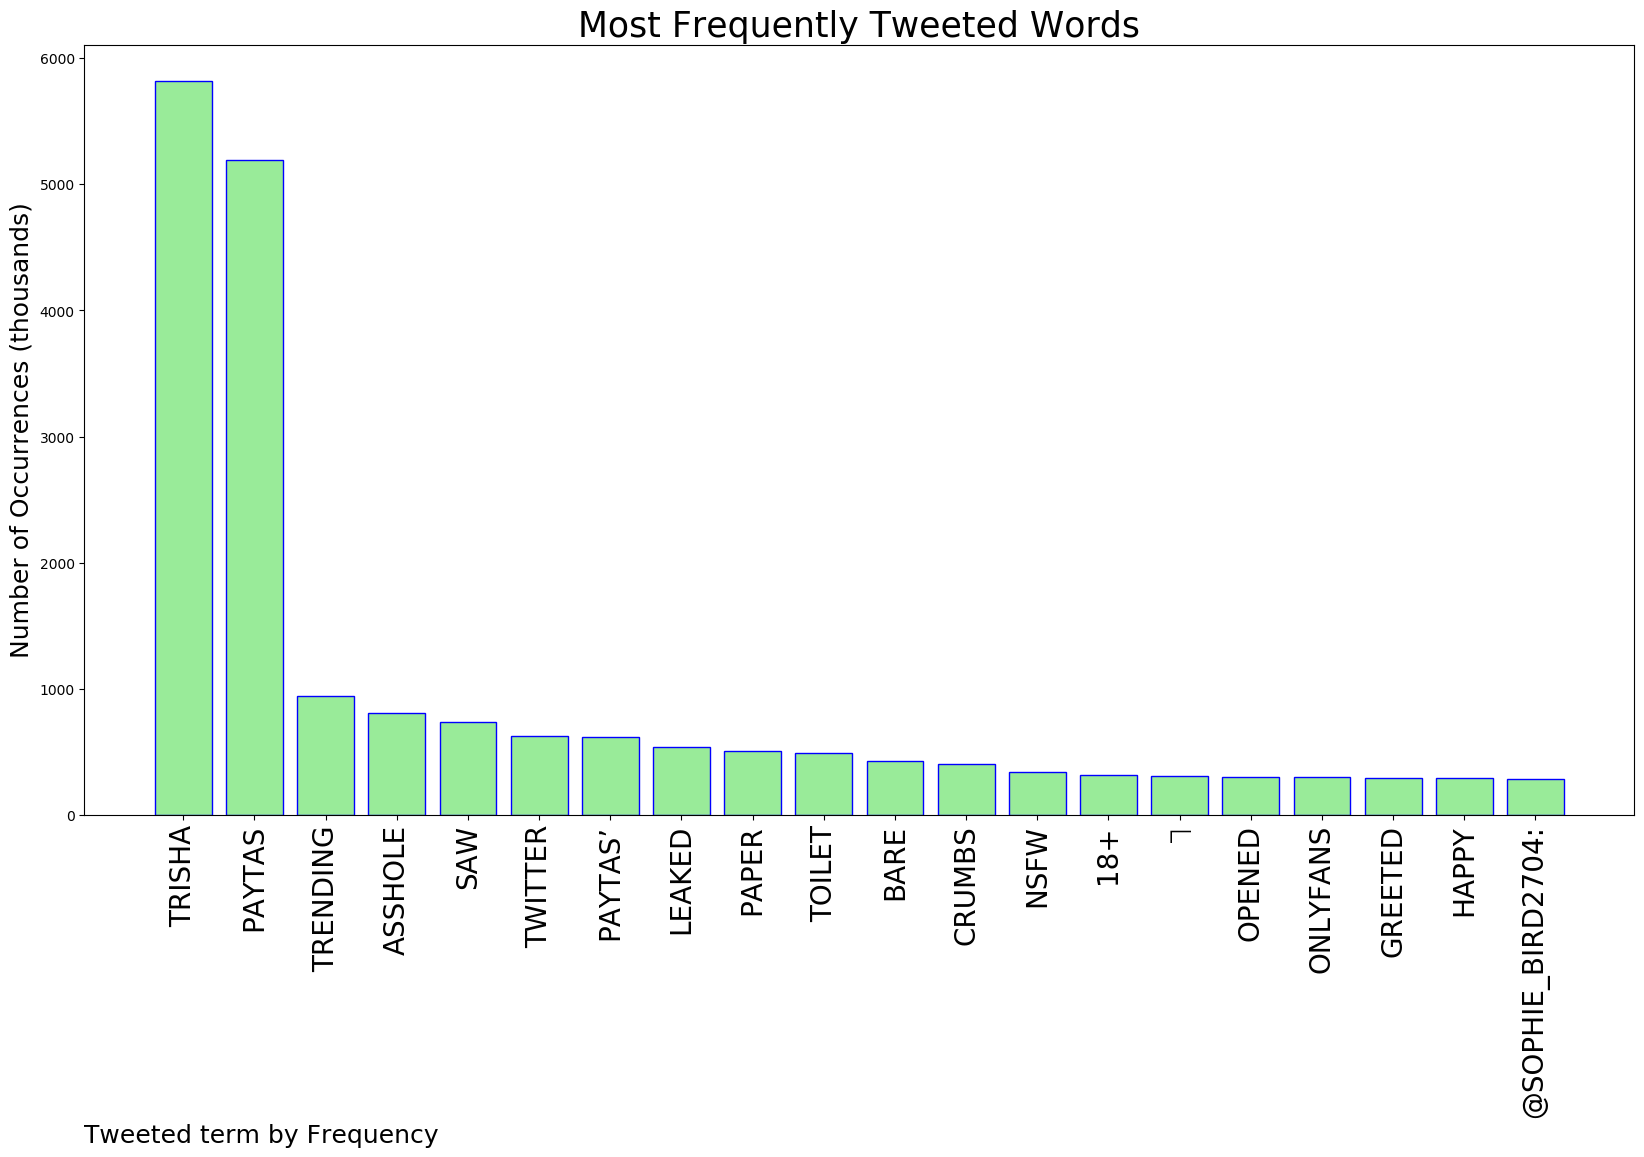 Most Frequently Tweeted Words
Number of Occurrences (thousands)
6000
5000
4000
3000
2000
1000
0
TRISHA
PAYTAS
TRENDING
ASSHOLE
SAW
TWITTER
PAYTAS’
LEAKED
PAPER
TOILET
BARE
CRUMBS
NSFW
18+
OPENED
ONLYFANS
GREETED
HAPPY
@SOPHIE_BIRD2704:
Tweeted term by Frequency